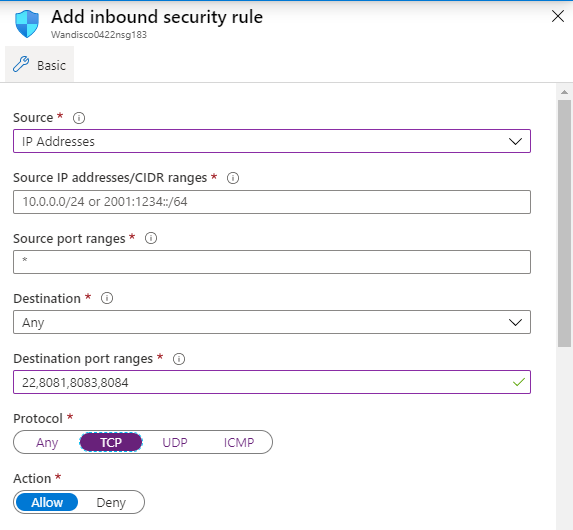 Add inbound security rule
Wandisco0422nsg183
Basic
Source *
IP Addresses
Source IP addresses/CIDR ranges *
10.0.0.0/24 or 2001:1234::/64
Source port ranges *
*
Destination *
Any
Destination port ranges *
22,8081,8083,8084
Protocol *
Any TCP UDP ICMP
Action *
Allow Deny